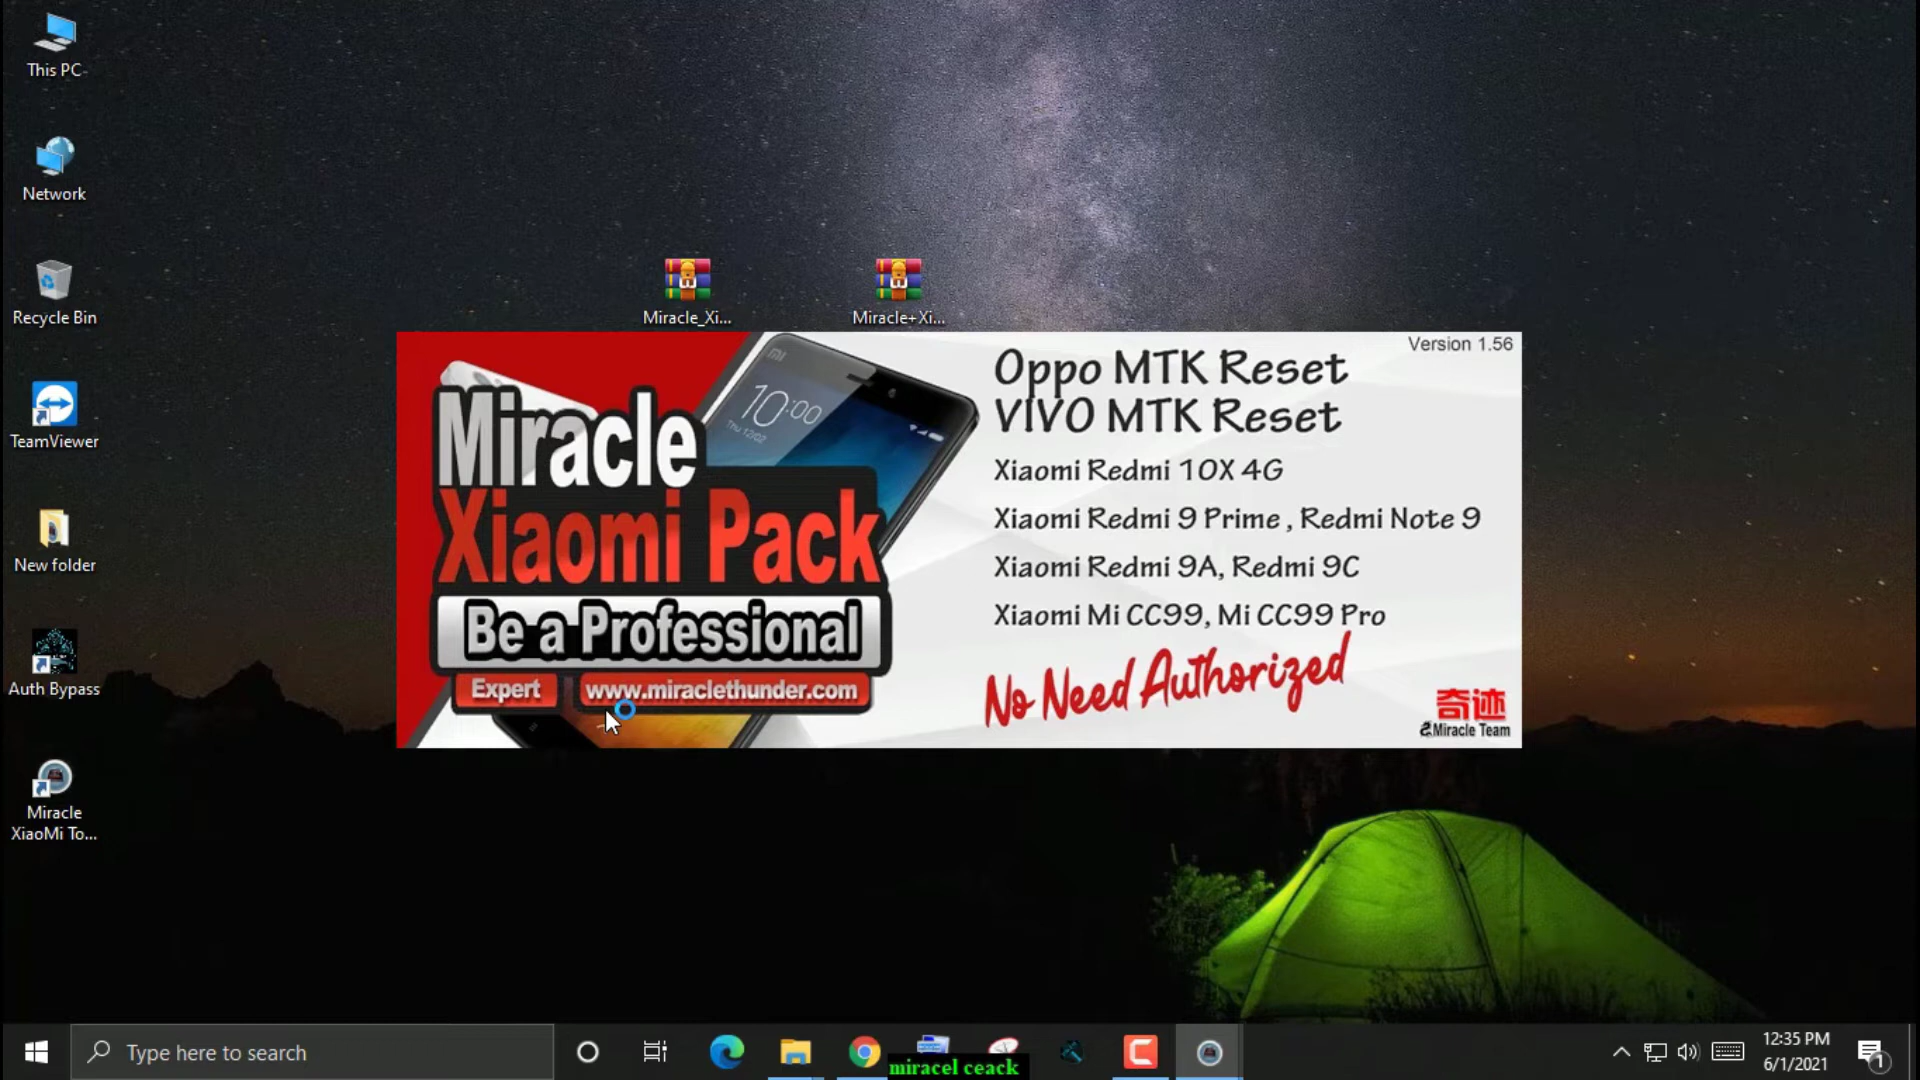 This PC
Network
Recycle Bin
TeamViewer
New folder
Auth Bypass
Miracle
XiaoMi To...
Miracle_Xi...
Miracle+Xi...
Version 1.56
10:00
Thu 12/02
Miracle
Xiaomi Pack
Be a Professional
Expert
www.miraclethunder.com
Oppo MTK Reset
VIVO MTK Reset
Xiaomi Redmi 10X 4G
Xiaomi Redmi 9 Prime , Redmi Note 9
Xiaomi Redmi 9A, Redmi 9C
Xiaomi Mi CC99, Mi CC99 Pro
No Need Authorized
奇迹
Miracle Team
Type here to search
miracel ceack
12:35 PM
6/1/2021
1